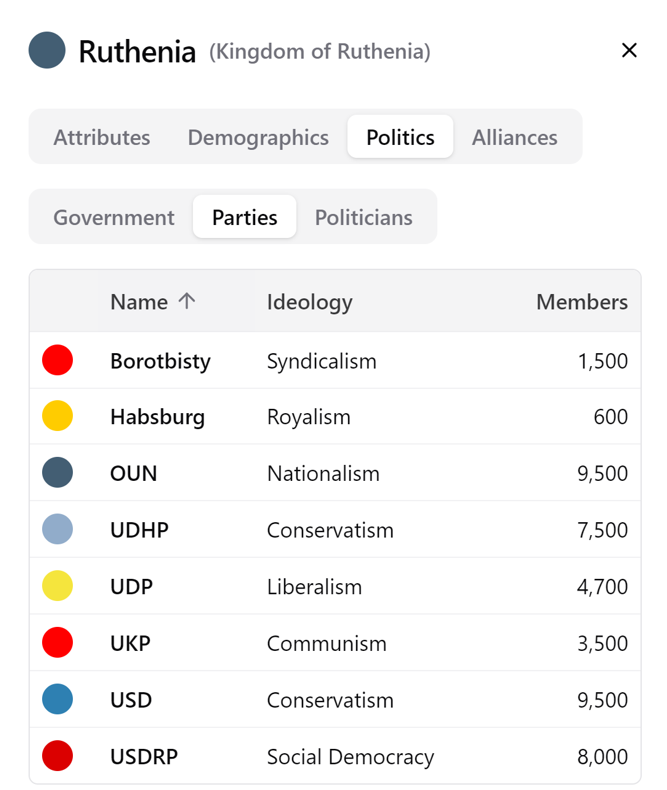 Ruthenia (Kingdom of Ruthenia)
Attributes Demographics Politics Alliances
Government Parties Politicians
Name ↑ Ideology Members
Borotbisty Syndicalism 1,500
Habsburg Royalism 600
OUN Nationalism 9,500
UDHP Conservatism 7,500
UDP Liberalism 4,700
UKP Communism 3,500
USD Conservatism 9,500
USDRP Social Democracy 8,000